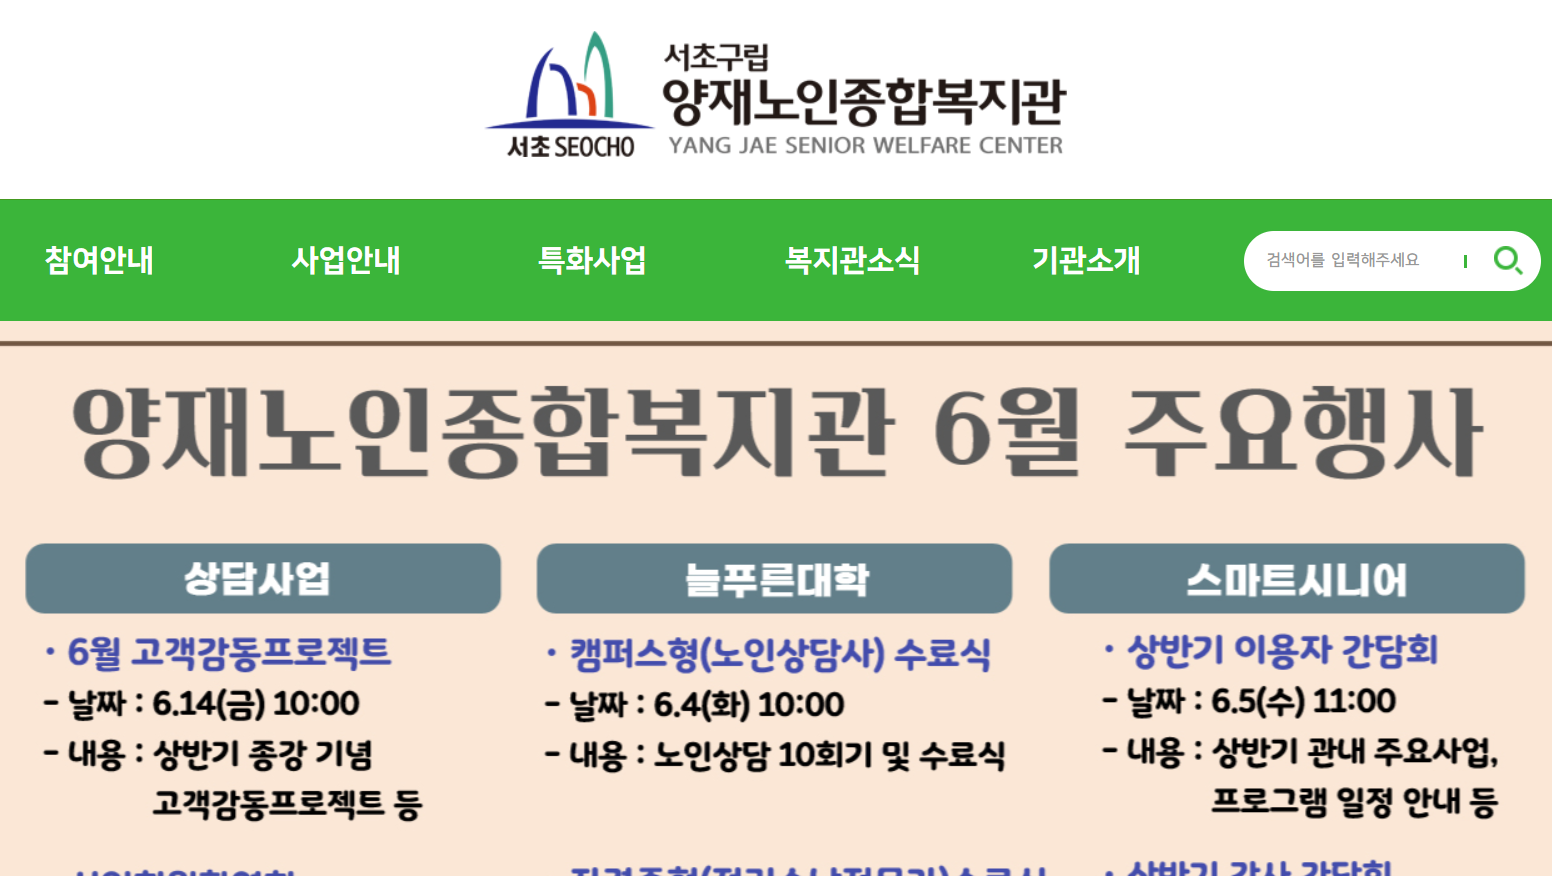 서초구립
양재노인종합복지관
서초 SEOCHO
YANG JAE SENIOR WELFARE CENTER
참여안내
사업안내
특화사업
복지관소식
기관소개
검색어를 입력해주세요
양재노인종합복지관 6월 주요행사
상담사업
· 6월 고객감동프로젝트
- 날짜 : 6.14(금) 10:00
- 내용 : 상반기 종강 기념
고객감동프로젝트 등
늘푸른대학
· 캠퍼스형(노인상담사) 수료식
- 날짜 : 6.4(화) 10:00
- 내용 : 노인상담 10회기 및 수료식
스마트시니어
· 상반기 이용자 간담회
- 날짜 : 6.5(수) 11:00
- 내용 : 상반기 관내 주요사업,
프로그램 일정 안내 등
· 상반기 강사 간담회